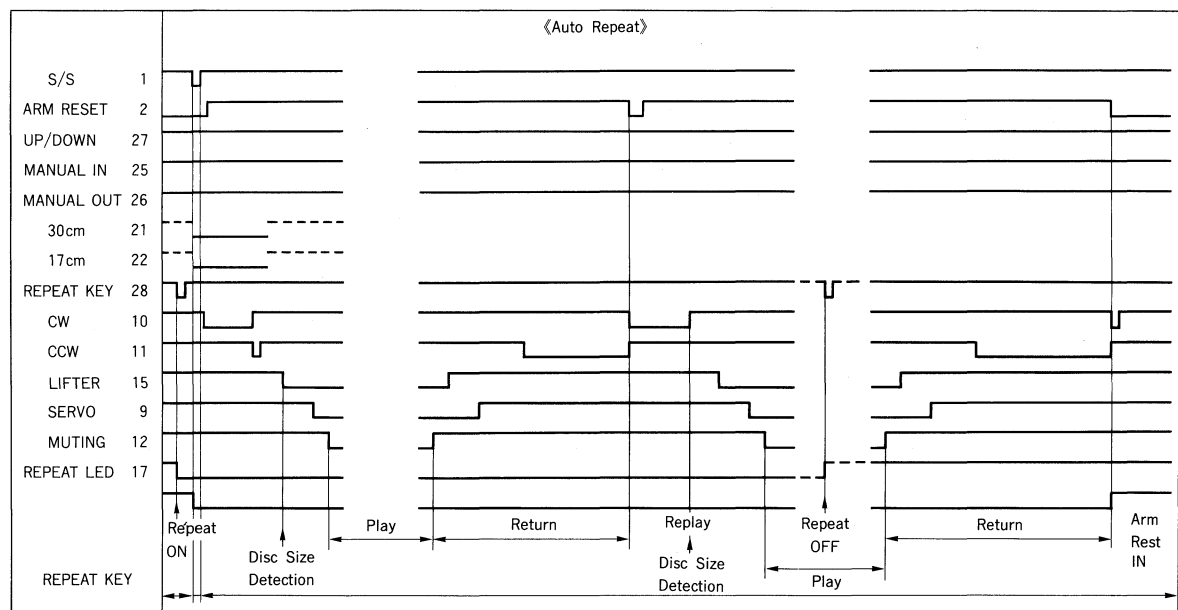 《Auto Repeat》
S/S 1
ARM RESET 2
UP/DOWN 27
MANUAL IN 25
MANUAL OUT 26
30cm 21
17cm 22
REPEAT KEY 28
CW 10
CCW 11
LIFTER 15
SERVO 9
MUTING 12
REPEAT LED 17
Repeat
ON
Disc Size
Detection
Play
Return
Replay
Disc Size
Detection
Repeat
OFF
Play
Return
Arm
Rest
IN
REPEAT KEY